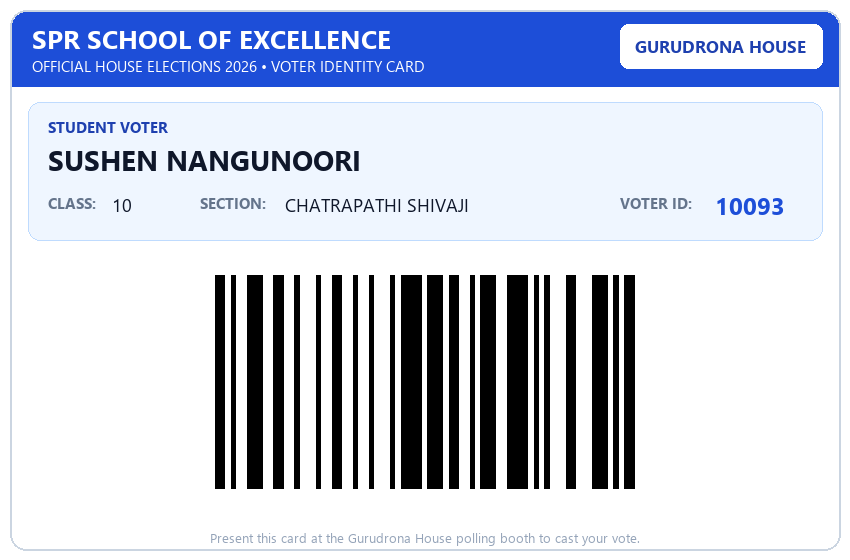 SPR SCHOOL OF EXCELLENCE
OFFICIAL HOUSE ELECTIONS 2026 • VOTER IDENTITY CARD
GURUDRONA HOUSE
STUDENT VOTER
SUSHEN NANGUNOORI
CLASS: 10 SECTION: CHATRAPATHI SHIVAJI VOTER ID: 10093
Present this card at the Gurudrona House polling booth to cast your vote.